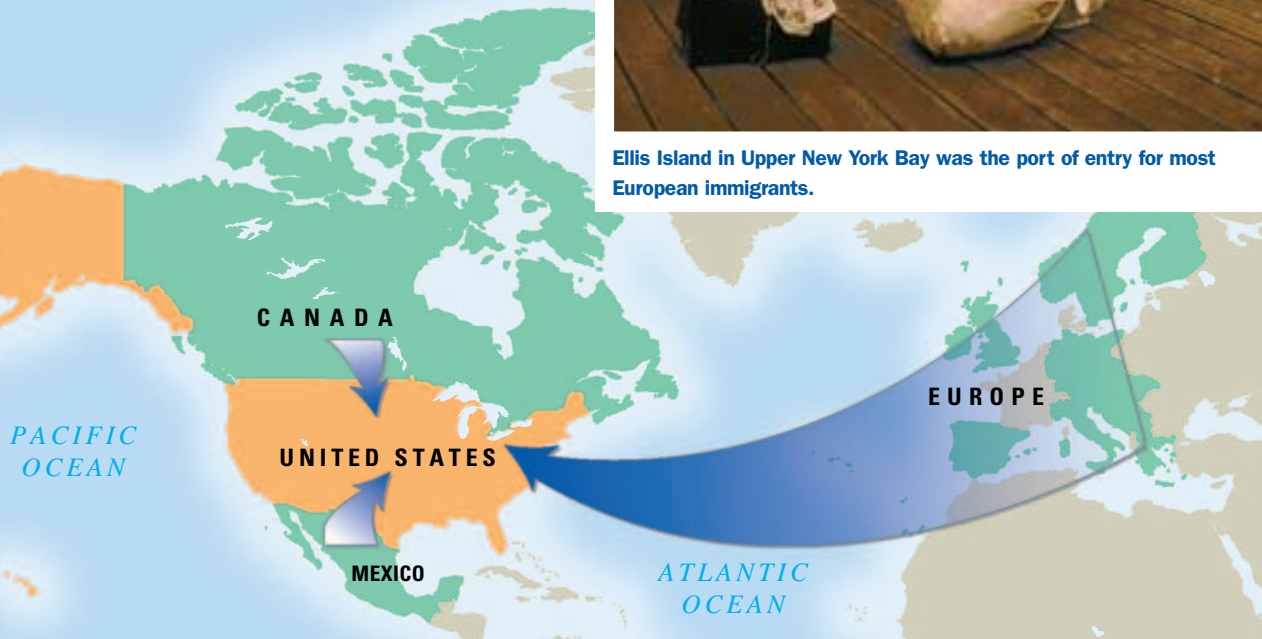 Ellis Island in Upper New York Bay was the port of entry for most
European immigrants.
CANADA
EUROPE
PACIFIC
OCEAN
UNITED STATES
MEXICO
ATLANTIC
OCEAN